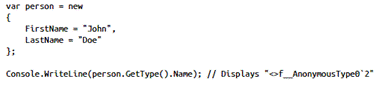 var person = new
{
FirstName = "John",
LastName = "Doe"
};
Console.WriteLine(person.GetType().Name); // Displays "<>f__AnonymousType0`2"